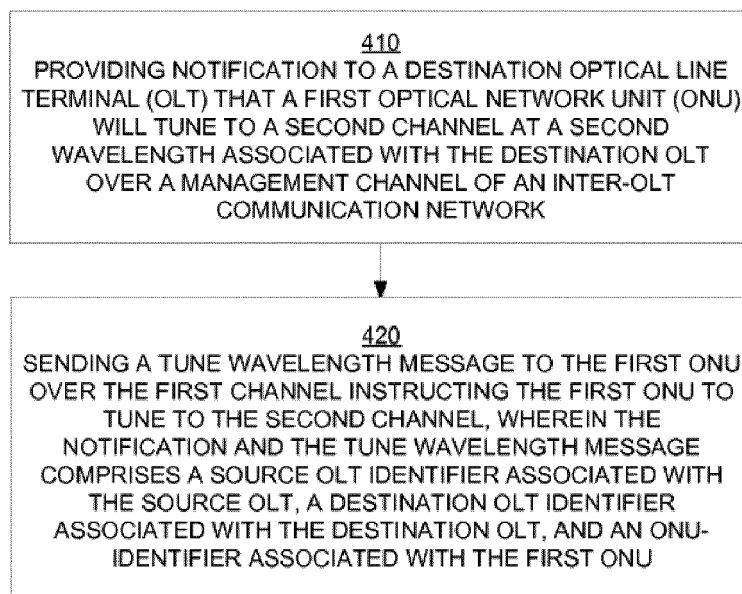 410
PROVIDING NOTIFICATION TO A DESTINATION OPTICAL LINE
TERMINAL (OLT) THAT A FIRST OPTICAL NETWORK UNIT (ONU)
WILL TUNE TO A SECOND CHANNEL AT A SECOND
WAVELENGTH ASSOCIATED WITH THE DESTINATION OLT
OVER A MANAGEMENT CHANNEL OF AN INTER-OLT
COMMUNICATION NETWORK
420
SENDING A TUNE WAVELENGTH MESSAGE TO THE FIRST ONU
OVER THE FIRST CHANNEL INSTRUCTING THE FIRST ONU TO
TUNE TO THE SECOND CHANNEL, WHEREIN THE
NOTIFICATION AND THE TUNE WAVELENGTH MESSAGE
COMPRISES A SOURCE OLT IDENTIFIER ASSOCIATED WITH
THE SOURCE OLT, A DESTINATION OLT IDENTIFIER
ASSOCIATED WITH THE DESTINATION OLT, AND AN ONU-
IDENTIFIER ASSOCIATED WITH THE FIRST ONU